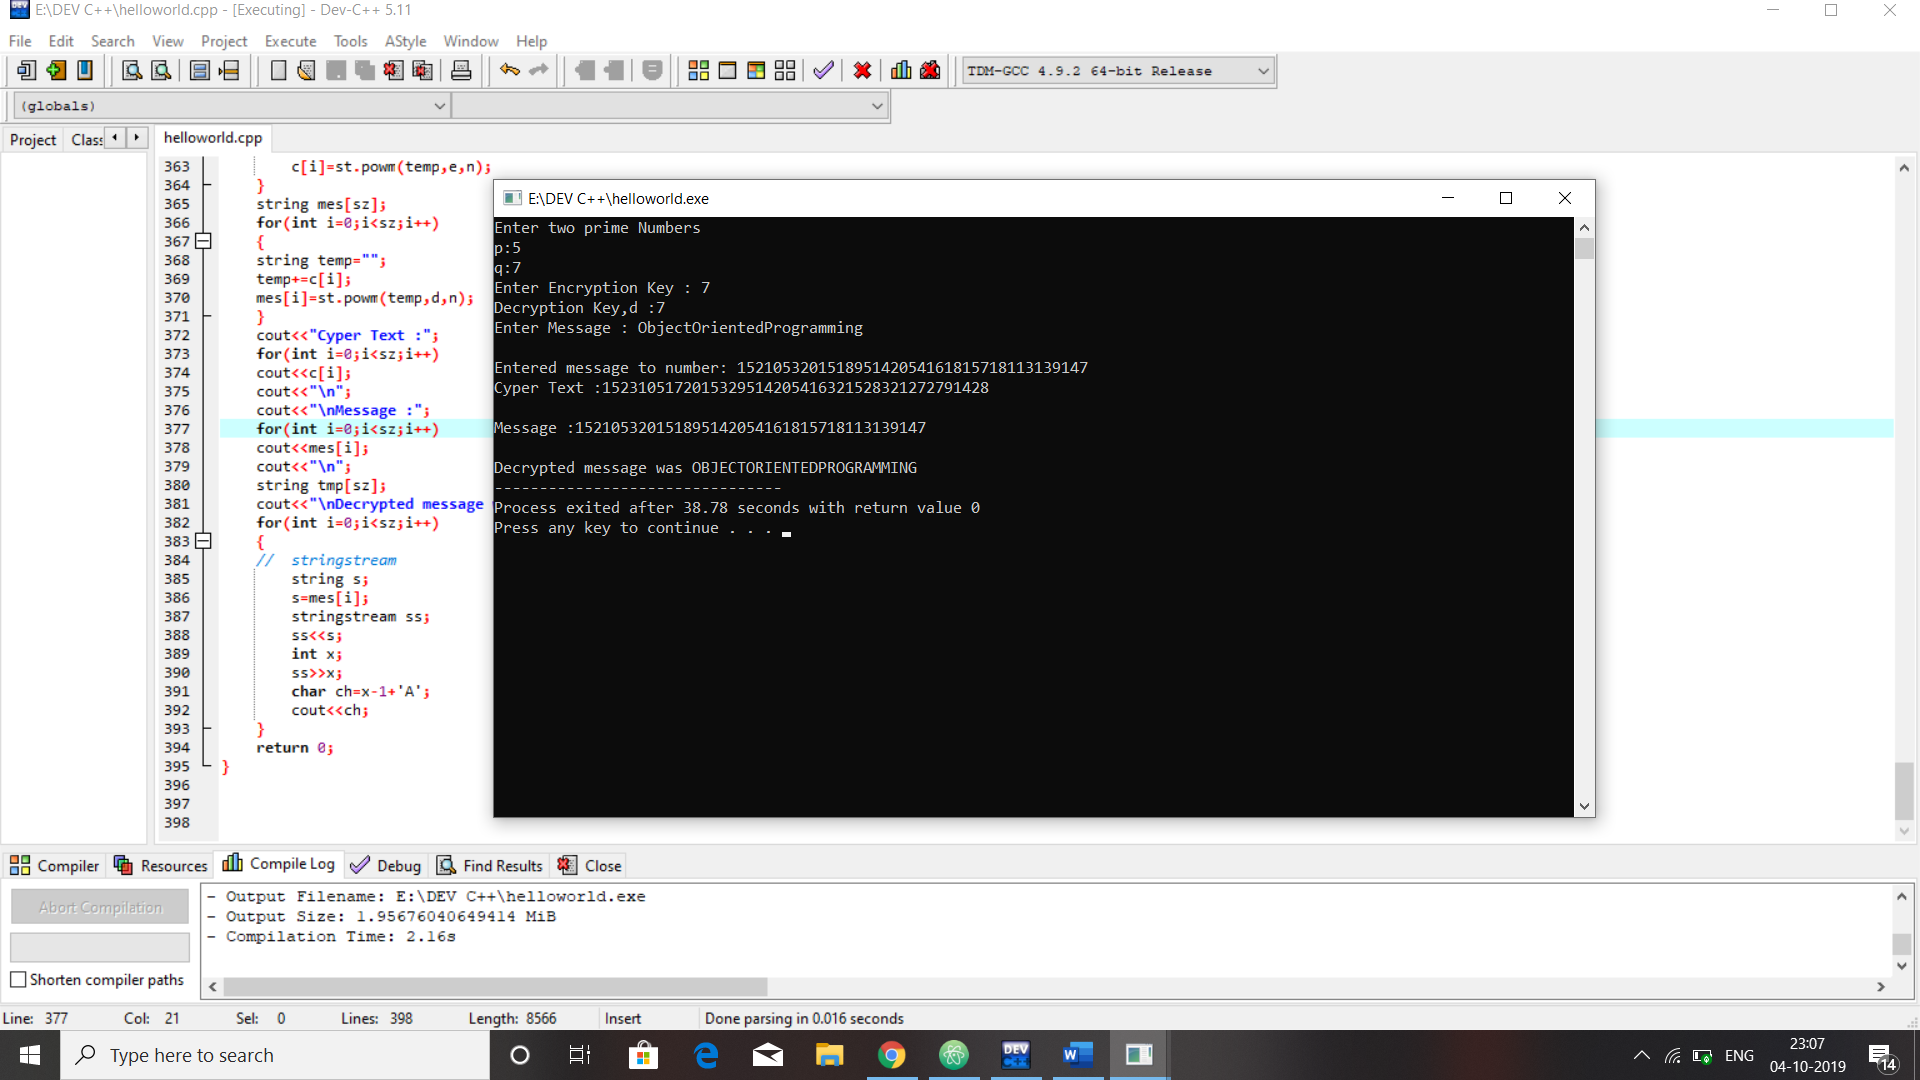 E:\DEV C++\helloworld.cpp - [Executing] - Dev-C++ 5.11
File Edit Search View Project Execute Tools AStyle Window Help
TDM-GCC 4.9.2 64-bit Release
(globals)
Project Class
helloworld.cpp
363 c[i]=st.powm(temp,e,n);
364 }
365 string mes[sz];
366 for(int i=0;i<sz;i++)
367 {
368 string temp="";
369 temp+=c[i];
370 mes[i]=st.powm(temp,d,n);
371 }
372 cout<<"Cyper Text :";
373 for(int i=0;i<sz;i++)
374 cout<<c[i];
375 cout<<"\n";
376 cout<<"\nMessage :";
377 for(int i=0;i<sz;i++)
378 cout<<mes[i];
379 cout<<"\n";
380 string tmp[sz];
381 cout<<"\nDecrypted message
382 for(int i=0;i<sz;i++)
383 {
384 // stringstream
385 string s;
386 s=mes[i];
387 stringstream ss;
388 ss<<s;
389 int x;
390 ss>>x;
391 char ch=x-1+'A';
392 cout<<ch;
393 }
394 return 0;
395 }
396
397
398
E:\DEV C++\helloworld.exe
Enter two prime Numbers
p:5
q:7
Enter Encryption Key : 7
Decryption Key,d :7
Enter Message : ObjectOrientedProgramming
Entered message to number: 152105320151895142054161815718113139147
Cyper Text :1523105172015329514205416321528321272791428
Message :152105320151895142054161815718113139147
Decrypted message was OBJECTORIENTEDPROGRAMMING
--------------------------------
Process exited after 38.78 seconds with return value 0
Press any key to continue . . .
Compiler Resources Compile Log Debug Find Results Close
Abort Compilation
Shorten compiler paths
- Output Filename: E:\DEV C++\helloworld.exe
- Output Size: 1.95676040649414 MiB
- Compilation Time: 2.16s
Line: 377 Col: 21 Sel: 0 Lines: 398 Length: 8566 Insert Done parsing in 0.016 seconds
Type here to search
DEV C++
W
ENG
23:07
04-10-2019
14